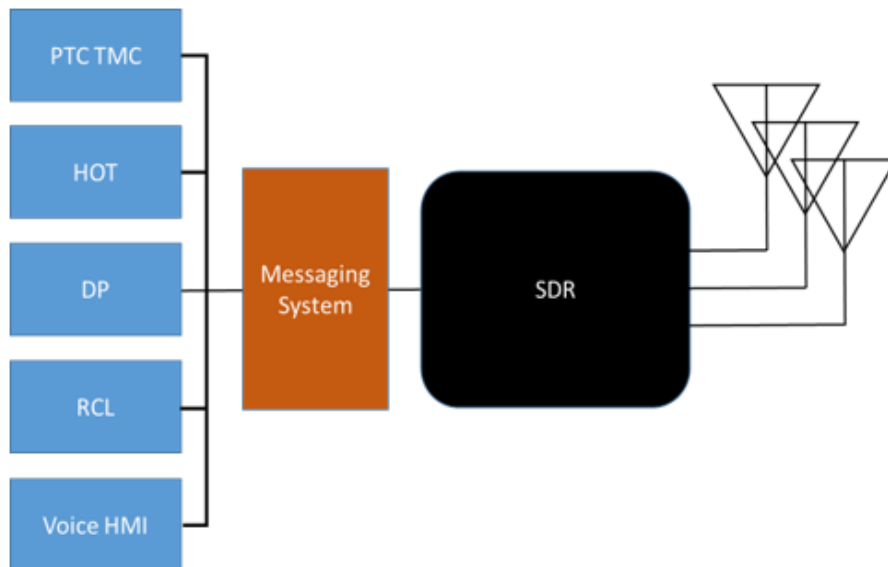 PTC TMC
HOT
DP
RCL
Voice HMI
Messaging
System
SDR